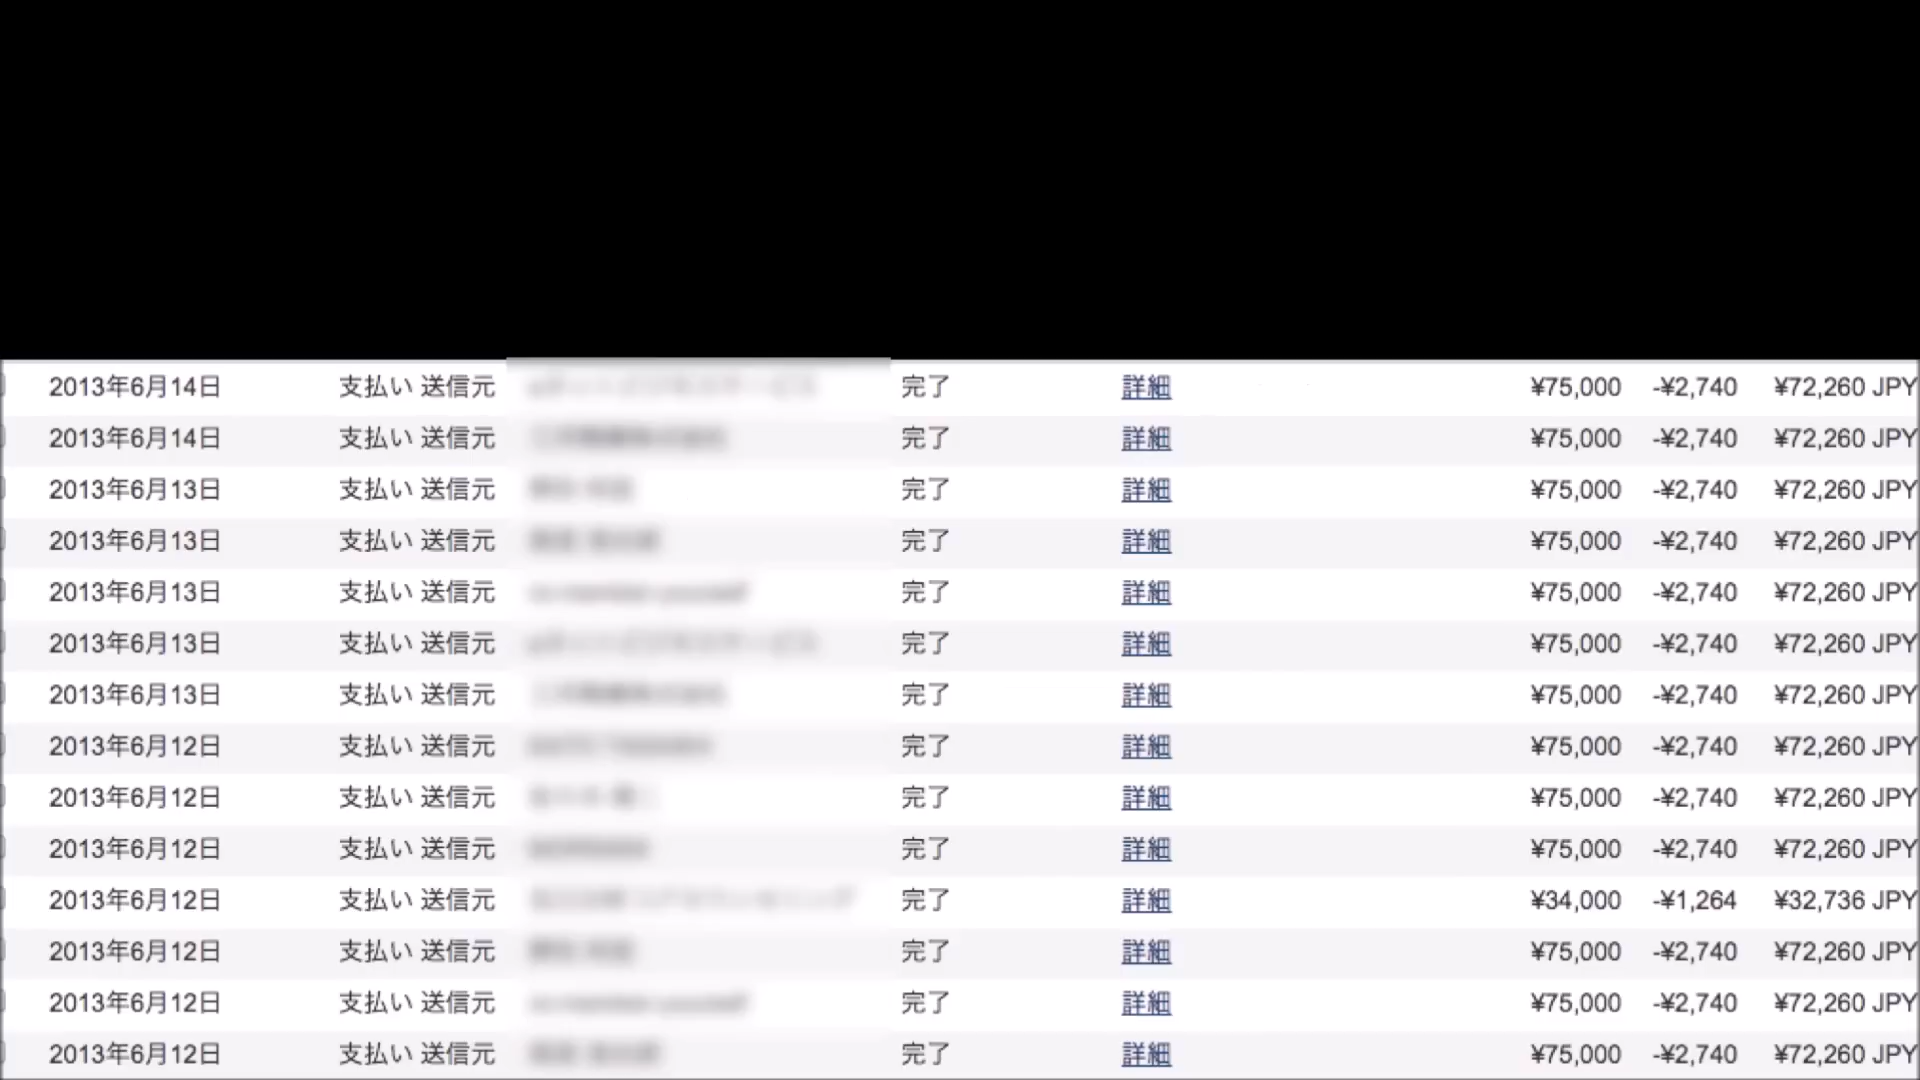 2013年6月14日 支払い 送信元 完了 詳細 ¥75,000 -¥2,740 ¥72,260 JPY
2013年6月14日 支払い 送信元 完了 詳細 ¥75,000 -¥2,740 ¥72,260 JPY
2013年6月13日 支払い 送信元 完了 詳細 ¥75,000 -¥2,740 ¥72,260 JPY
2013年6月13日 支払い 送信元 完了 詳細 ¥75,000 -¥2,740 ¥72,260 JPY
2013年6月13日 支払い 送信元 完了 詳細 ¥75,000 -¥2,740 ¥72,260 JPY
2013年6月13日 支払い 送信元 完了 詳細 ¥75,000 -¥2,740 ¥72,260 JPY
2013年6月13日 支払い 送信元 完了 詳細 ¥75,000 -¥2,740 ¥72,260 JPY
2013年6月12日 支払い 送信元 完了 詳細 ¥75,000 -¥2,740 ¥72,260 JPY
2013年6月12日 支払い 送信元 完了 詳細 ¥75,000 -¥2,740 ¥72,260 JPY
2013年6月12日 支払い 送信元 完了 詳細 ¥75,000 -¥2,740 ¥72,260 JPY
2013年6月12日 支払い 送信元 完了 詳細 ¥34,000 -¥1,264 ¥32,736 JPY
2013年6月12日 支払い 送信元 完了 詳細 ¥75,000 -¥2,740 ¥72,260 JPY
2013年6月12日 支払い 送信元 完了 詳細 ¥75,000 -¥2,740 ¥72,260 JPY
2013年6月12日 支払い 送信元 完了 詳細 ¥75,000 -¥2,740 ¥72,260 JPY